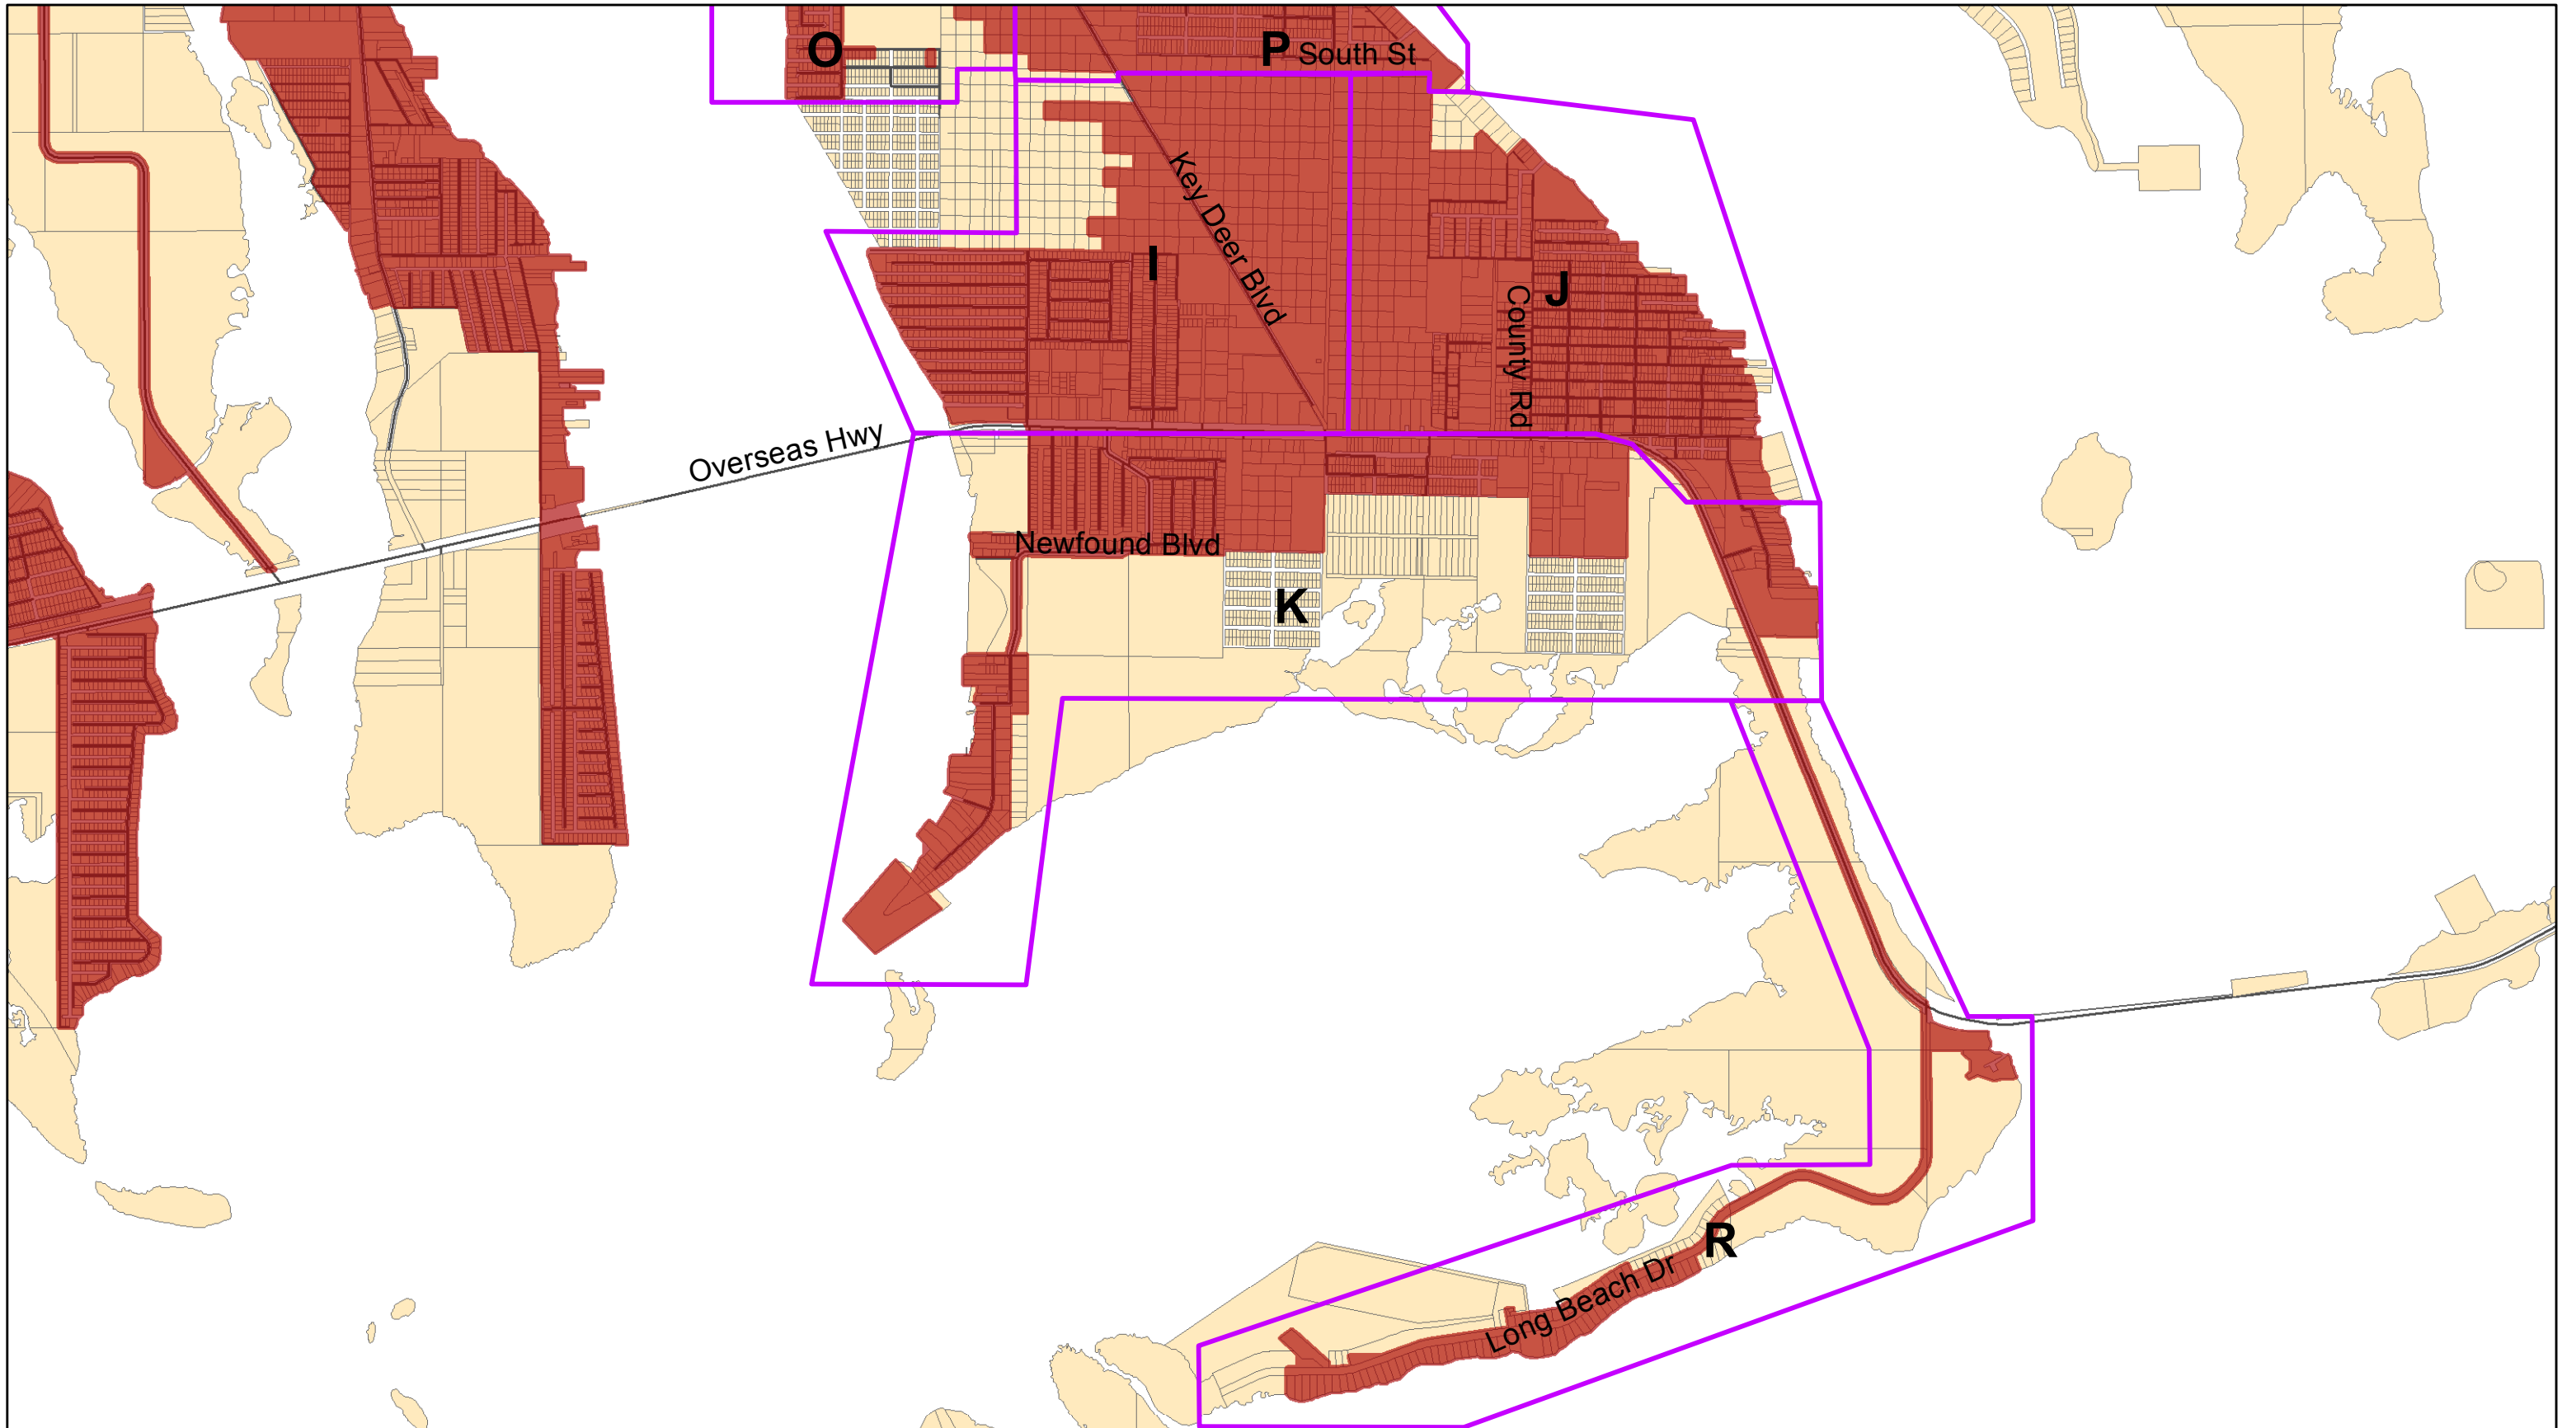 O
P South St
Key Deer Blvd
I
J
County Rd
Overseas Hwy
Newfound Blvd
K
R
Long Beach Dr